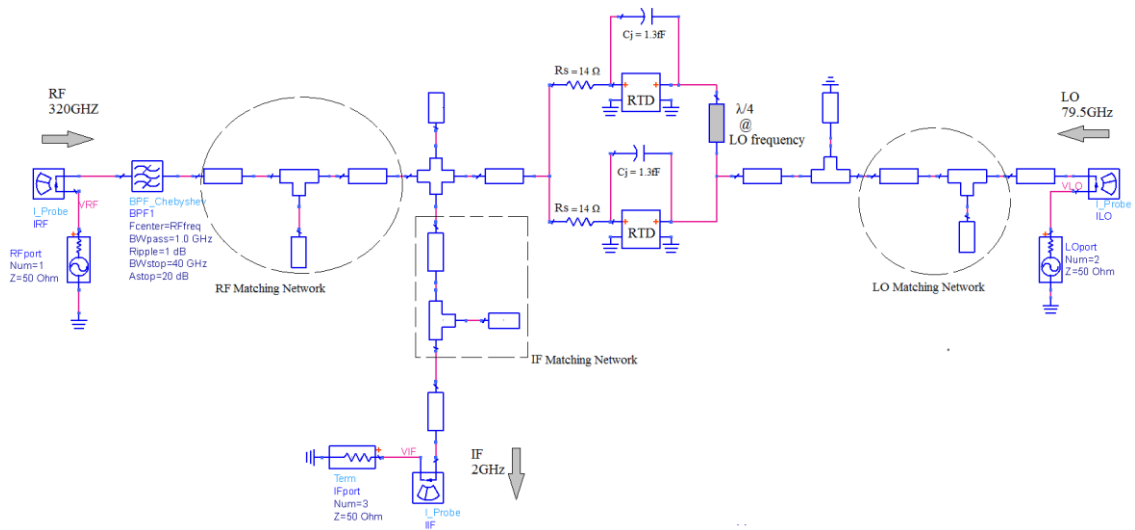 RF
320GHZ
I_Probe
IRF
VRF
RFport
Num=1
Z=50 Ohm
BPF_Chebyshev
BPF1
Fcenter=RFfreq
BWpass=1.0 GHz
Ripple=1 dB
BWstop=40 GHz
Astop=20 dB
RF Matching Network
IF Matching Network
VIF
Term
IFport
Num=3
Z=50 Ohm
I_Probe
IIF
IF
2GHz
Cj = 1.3fF
Rs = 14 Ω
RTD
λ/4
@
LO frequency
Cj = 1.3fF
Rs = 14 Ω
RTD
LO Matching Network
LO
79.5GHz
VLO
I_Probe
ILO
LOport
Num=2
Z=50 Ohm